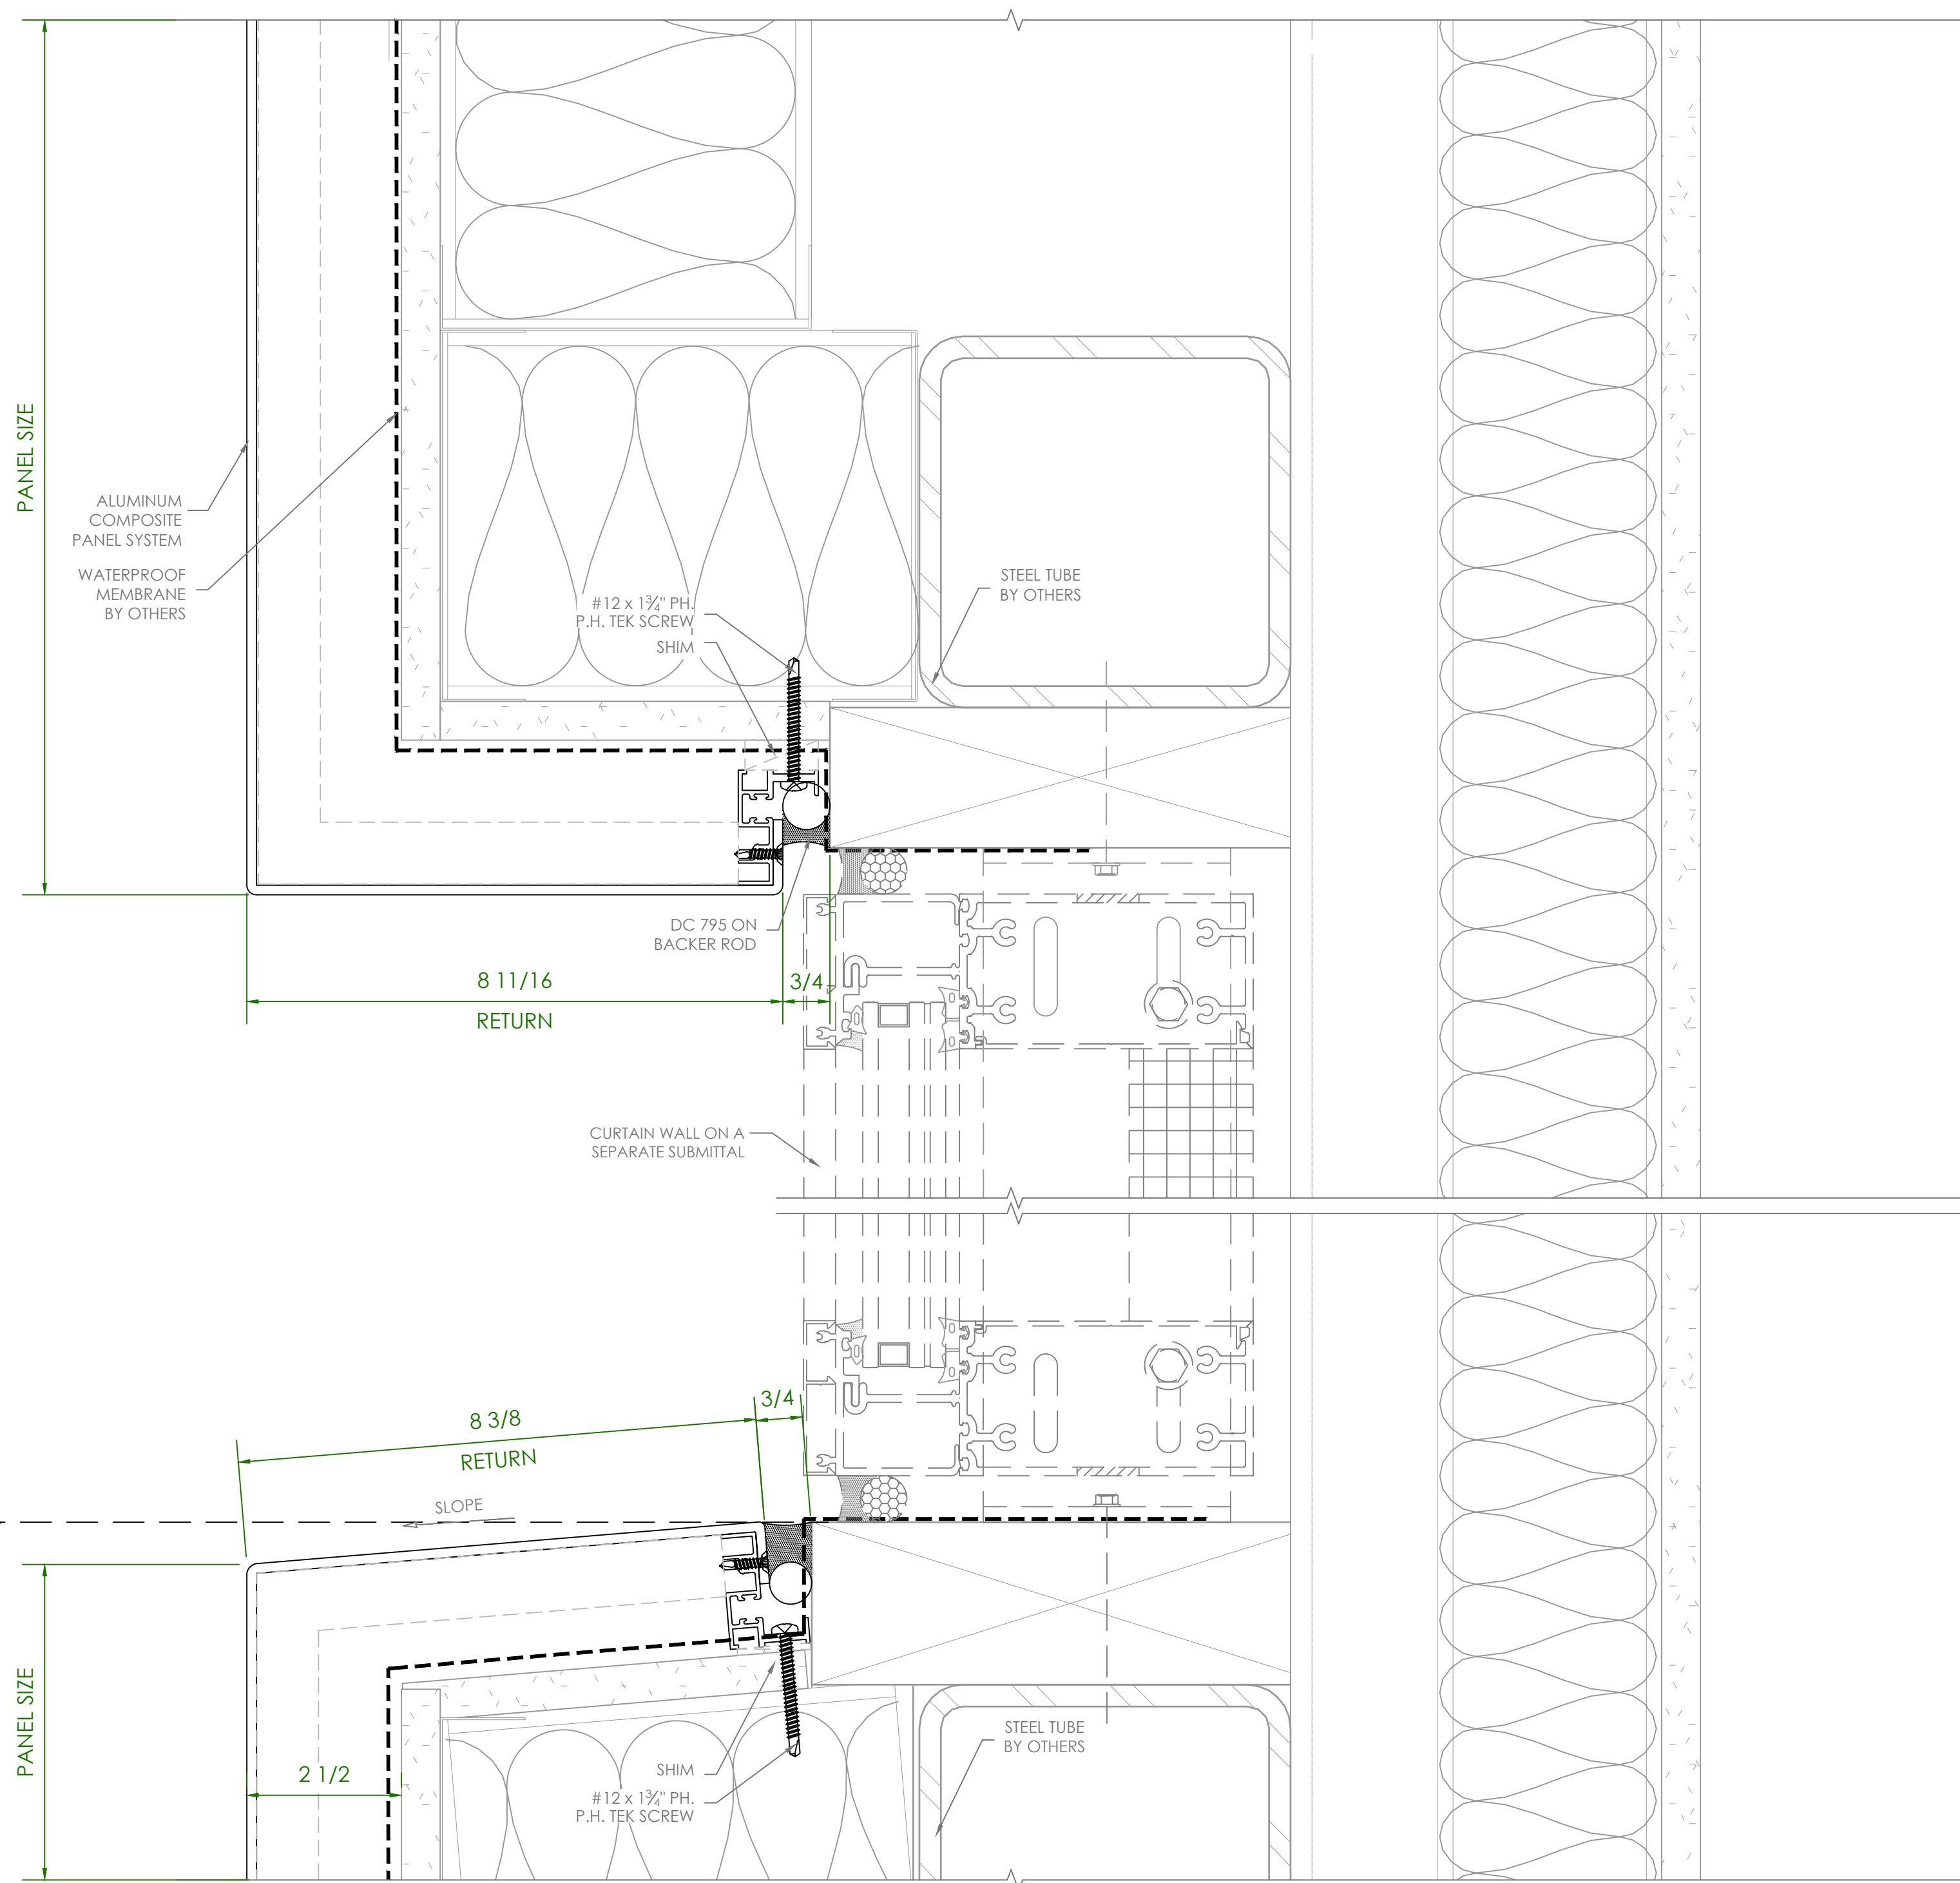 PANEL SIZE
ALUMINUM
COMPOSITE
PANEL SYSTEM
WATERPROOF
MEMBRANE
BY OTHERS
#12 x 1¾" PH.
P.H. TEK SCREW
SHIM
STEEL TUBE
BY OTHERS
DC 795 ON
BACKER ROD
8 11/16
RETURN
3/4
CURTAIN WALL ON A
SEPARATE SUBMITTAL
3/4
8 3/8
RETURN
SLOPE
PANEL SIZE
2 1/2
SHIM
#12 x 1¾" PH.
P.H. TEK SCREW
STEEL TUBE
BY OTHERS